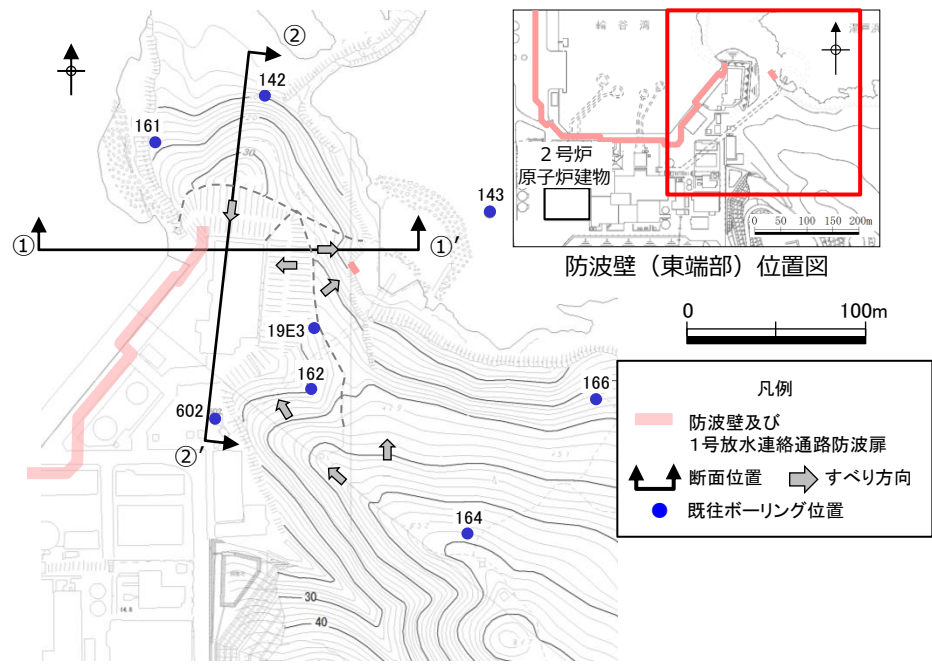 ②
142
161
30
①
①′
143
19E3
162
602
②′
166
164
30
40
輪谷湾
２号炉
原子炉建物
0 50 100 150 200m
防波壁（東端部）位置図
0 100m
凡例
防波壁及び
１号放水連絡通路防波扉
断面位置
すべり方向
既往ボーリング位置